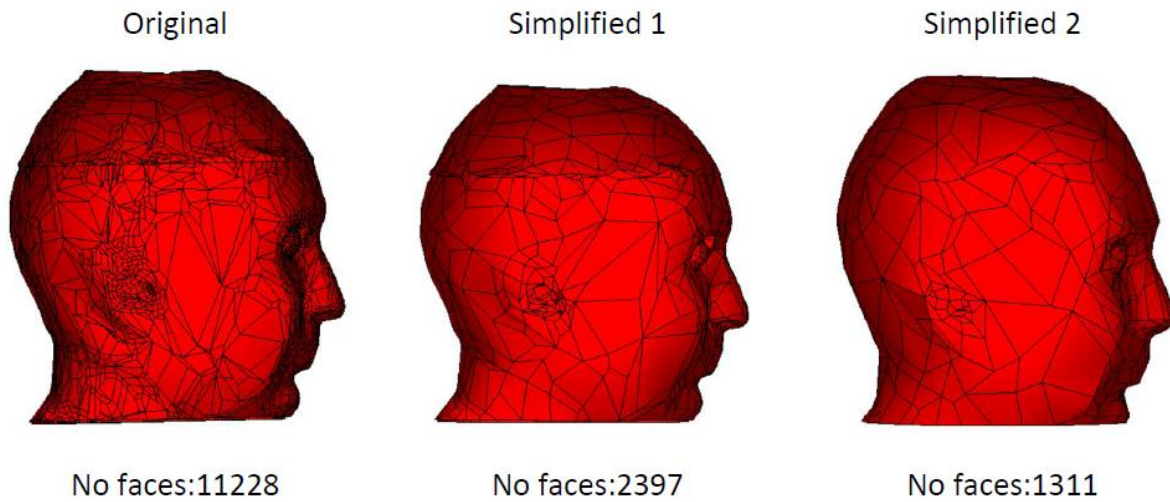 Original
Simplified 1
Simplified 2
No faces:11228
No faces:2397
No faces:1311